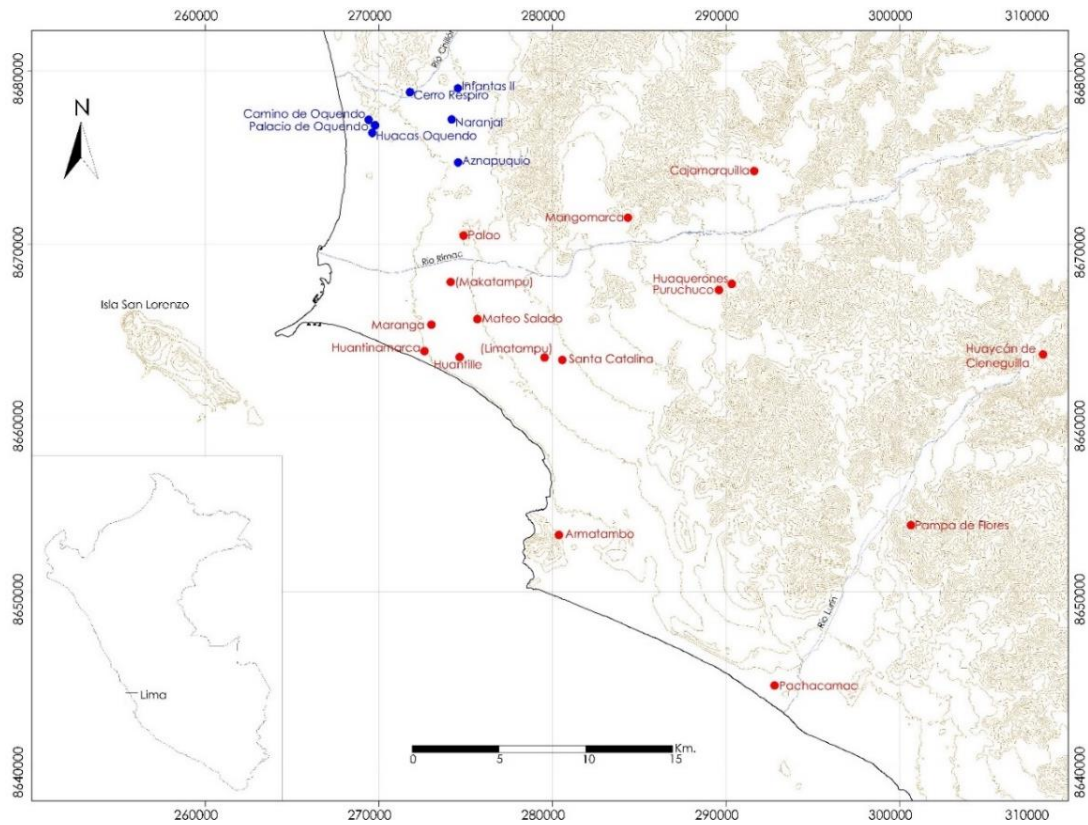 260000
270000
280000
290000
300000
310000
8680000
8670000
8660000
8650000
8640000
8680000
8670000
8660000
8650000
8640000
N
Río Chillón
Infantas II
Cerro Respiro
Camino de Oquendo
Palacio de Oquendo
Huacas Oquendo
Naranjal
Aznapuquio
Cajamarquilla
Mangomarca
Palao
Río Rímac
(Makatampu)
Huaquerones
Puruchuco
Isla San Lorenzo
Maranga
Mateo Salado
Huantinamarca
Huantille
(Limatampu)
Santa Catalina
Huaycán de
Cieneguilla
Armatambo
Pampa de Flores
Río Lurín
Pachacamac
Lima
Km.
0
5
10
15
260000
270000
280000
290000
300000
310000